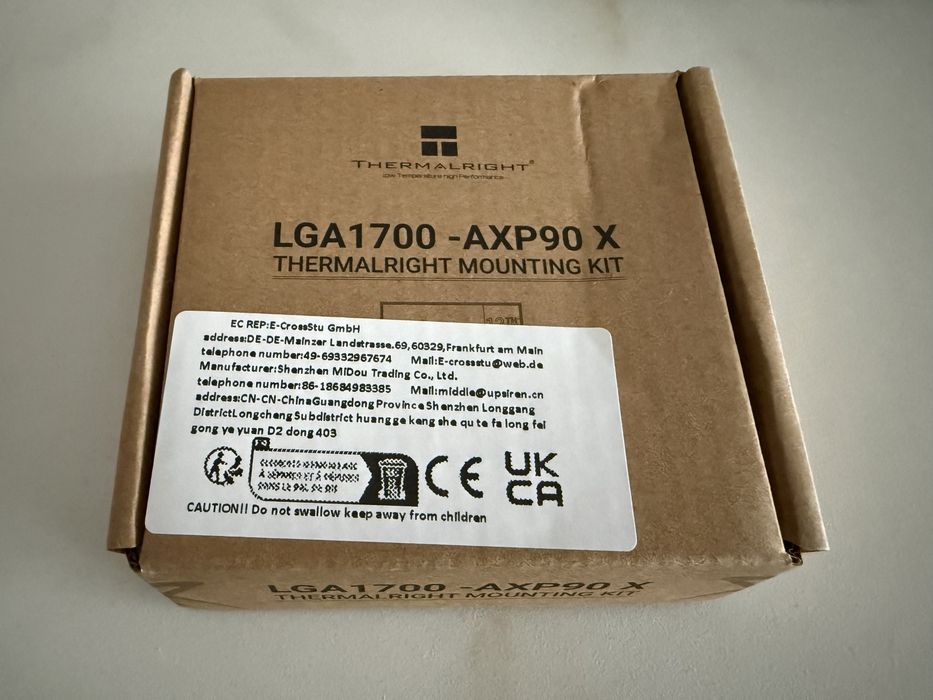 THERMALRIGHT®
Low Temperature High Performance
LGA1700 -AXP90 X
THERMALRIGHT MOUNTING KIT
12TH
EC REP:E-CrossStu GmbH
address:DE-DE-Mainzer Landstrasse.69,60329,Frankfurt am Main
telephone number:49-69332967674 Mail:E-crossstu@web.de
Manufacturer:Shenzhen MiDou Trading Co., Ltd.
telephone number:86-18684983385 Mail:middle@upsiren.cn
address:CN-CN-ChinaGuangdong Province Shenzhen Longgang
DistrictLongcheng Subdistrict huang ge keng she qu te fa long fei
gong ye yuan D2 dong 403
FR
CE
UK
CA
CAUTION!! Do not swallow keep away from children
LGA1700 -AXP90 X
THERMALRIGHT MOUNTING KIT